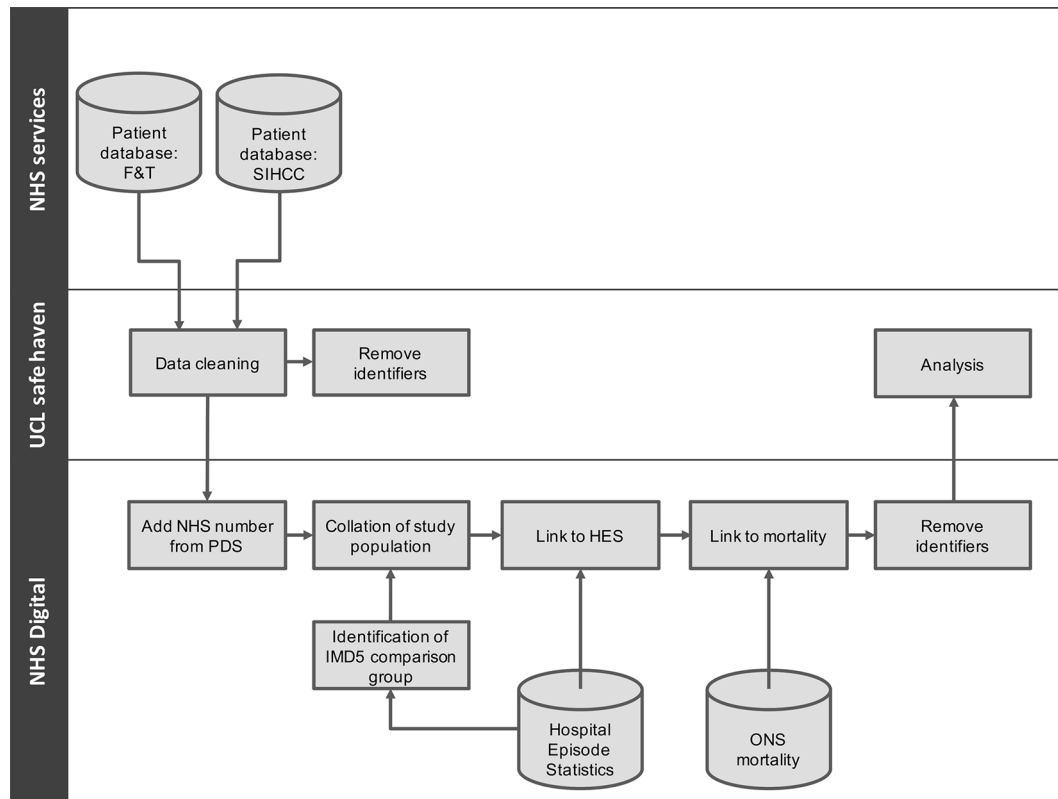 NHS services
Patient
database:
F&T
Patient
database:
SIHCC
UCL safe haven
Data cleaning
Remove
identifiers
Analysis
NHS Digital
Add NHS number
from PDS
Collation of study
population
Link to HES
Link to mortality
Remove
identifiers
Identification of
IMD5 comparison
group
Hospital
Episode
Statistics
ONS
mortality